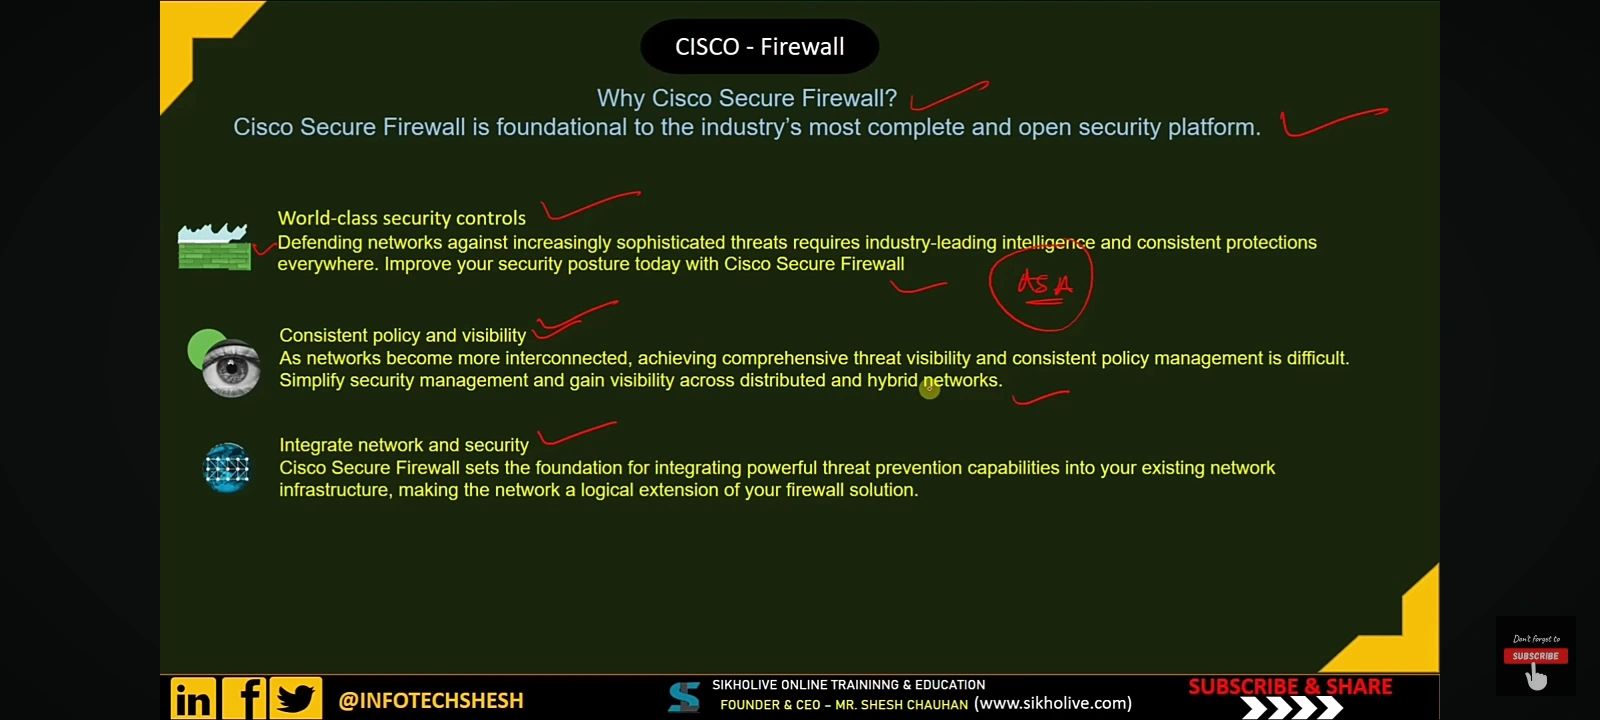 CISCO - Firewall
Why Cisco Secure Firewall?
Cisco Secure Firewall is foundational to the industry's most complete and open security platform.
World-class security controls
Defending networks against increasingly sophisticated threats requires industry-leading intelligence and consistent protections
everywhere. Improve your security posture today with Cisco Secure Firewall
ASA
Consistent policy and visibility
As networks become more interconnected, achieving comprehensive threat visibility and consistent policy management is difficult.
Simplify security management and gain visibility across distributed and hybrid networks.
Integrate network and security
Cisco Secure Firewall sets the foundation for integrating powerful threat prevention capabilities into your existing network
infrastructure, making the network a logical extension of your firewall solution.
Don't forget to
SUBSCRIBE
in f @INFOTECHSHESH
SIKHOLIVE ONLINE TRAININNG & EDUCATION
FOUNDER & CEO – MR. SHESH CHAUHAN (www.sikholive.com)
SUBSCRIBE & SHARE